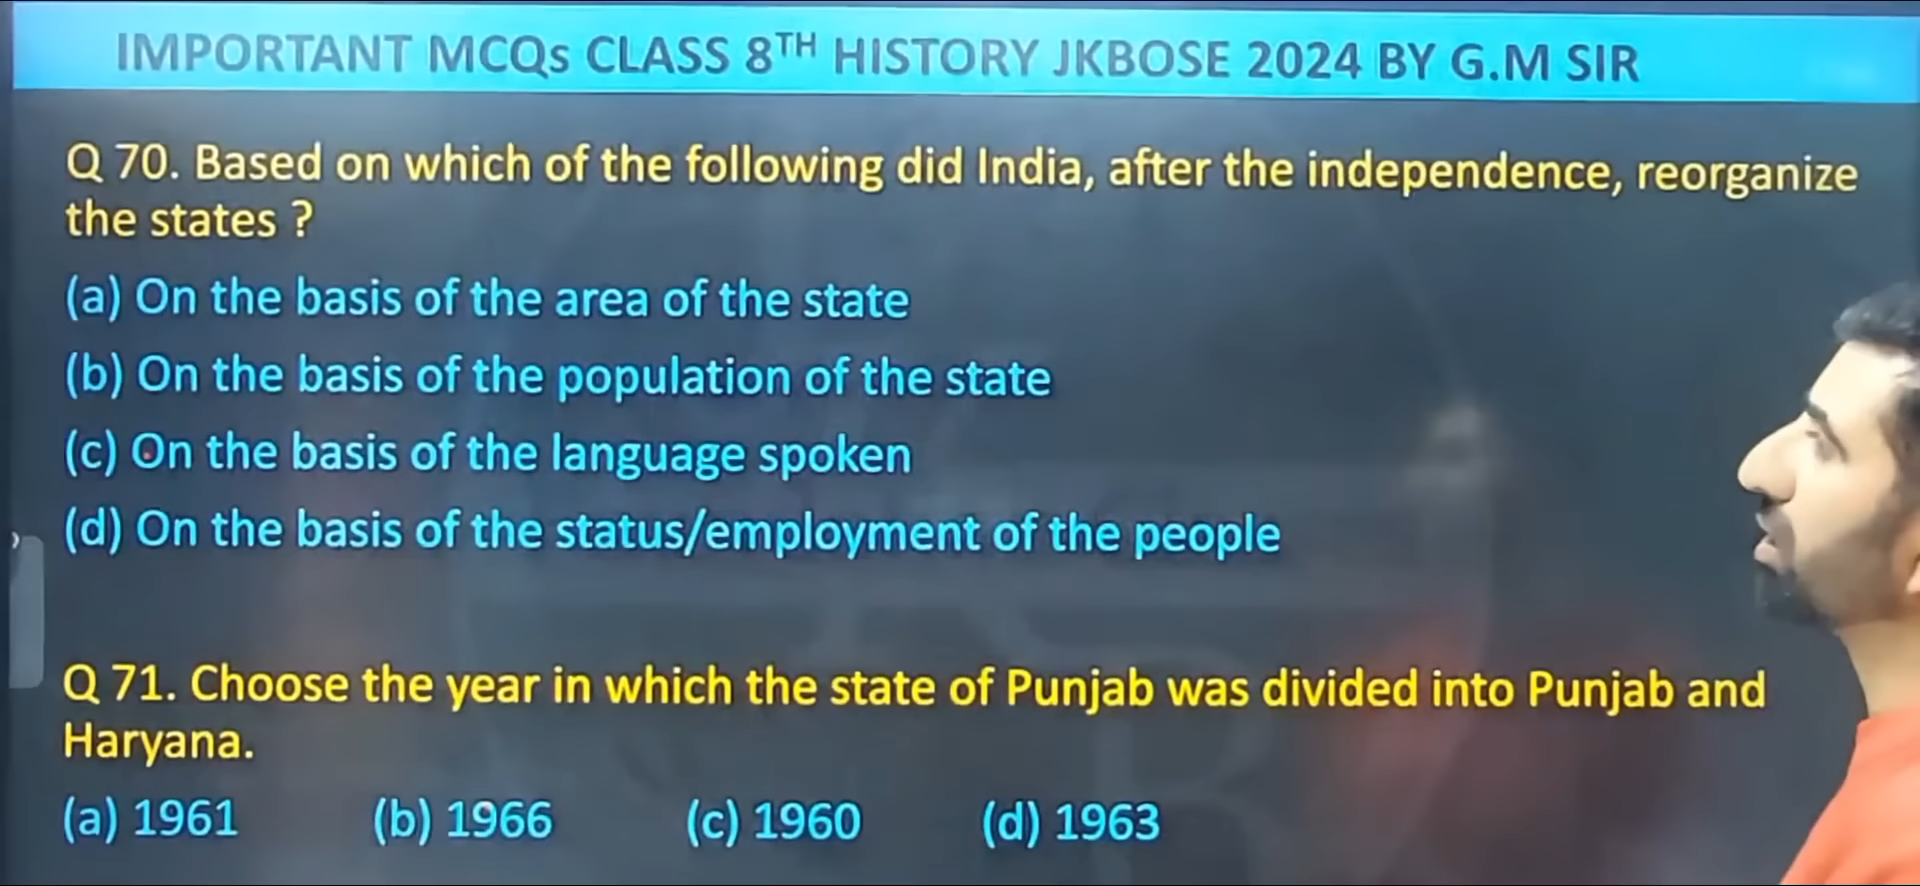 IMPORTANT MCQs CLASS 8TH HISTORY JKBOSE 2024 BY G.M SIR
Q 70. Based on which of the following did India, after the independence, reorganize
the states ?
(a) On the basis of the area of the state
(b) On the basis of the population of the state
(c) On the basis of the language spoken
(d) On the basis of the status/employment of the people
Q 71. Choose the year in which the state of Punjab was divided into Punjab and
Haryana.
(a) 1961 (b) 1966 (c) 1960 (d) 1963